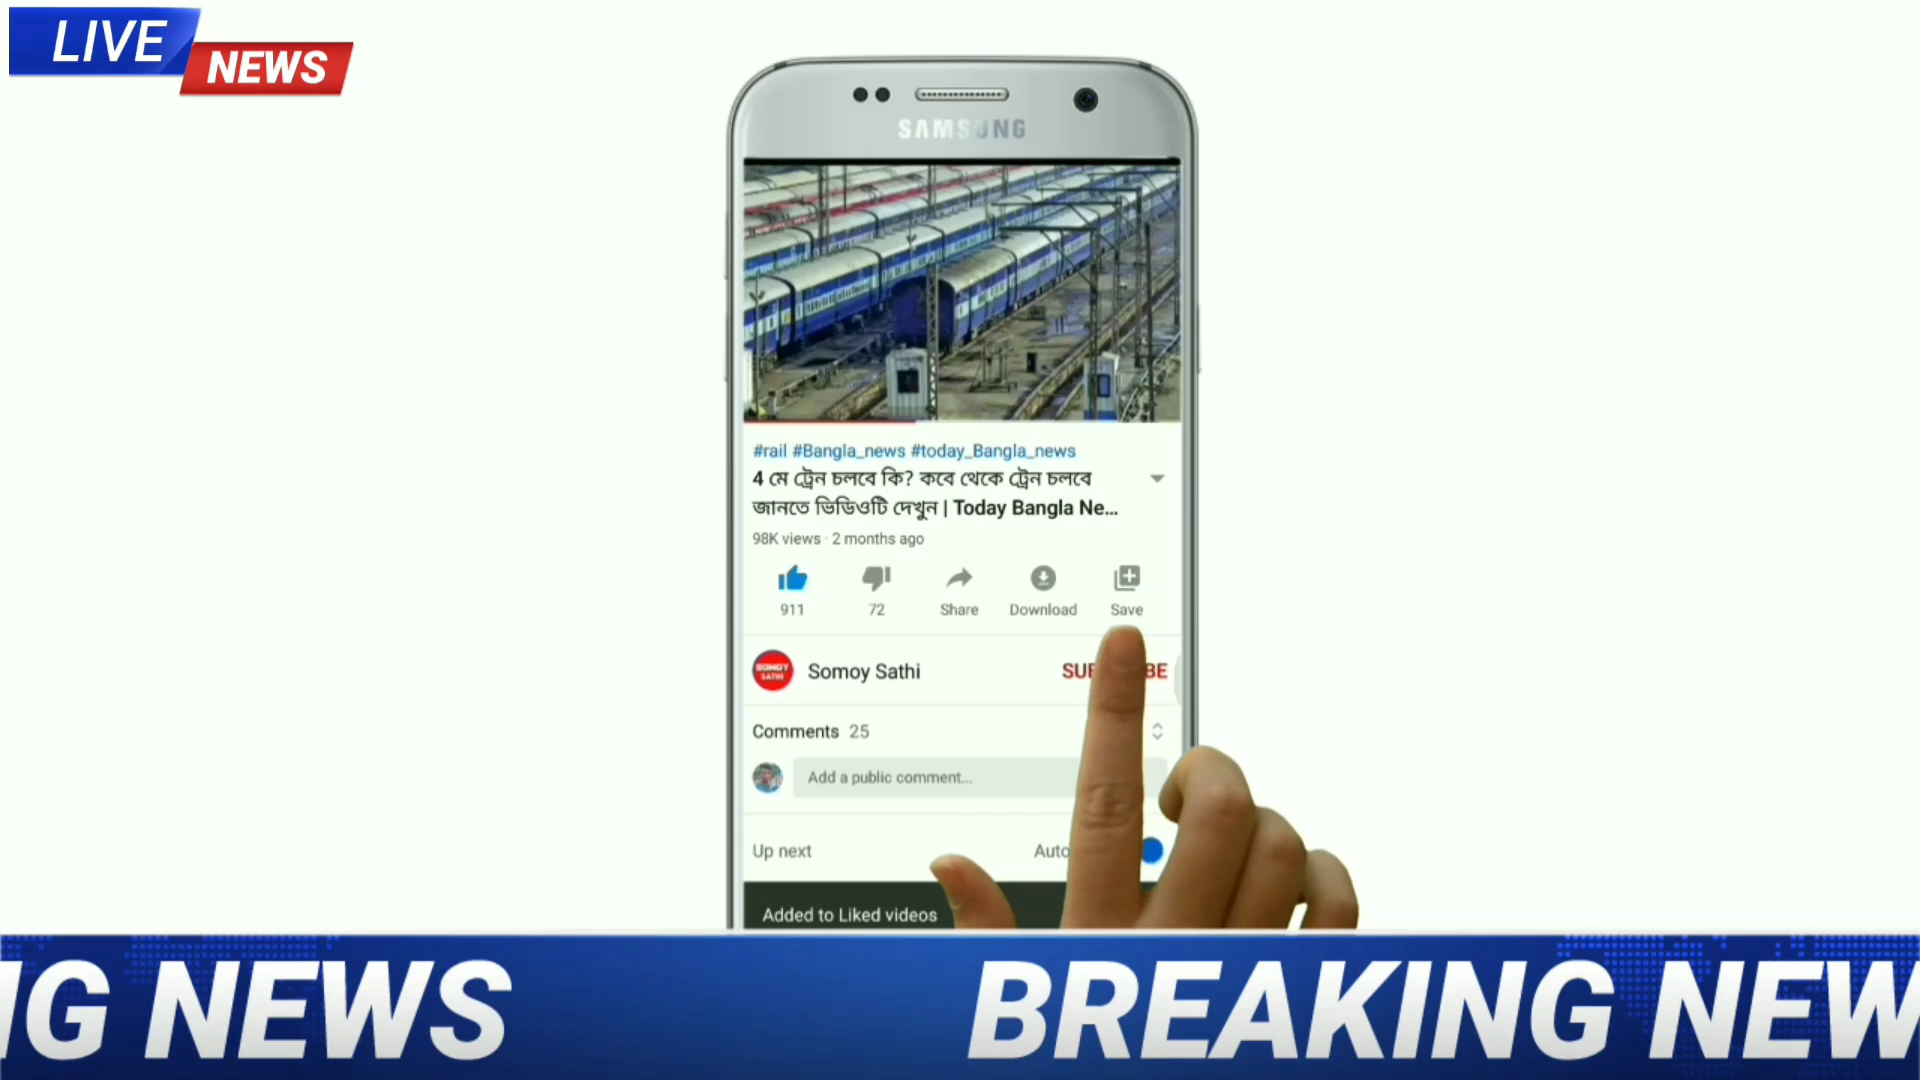 LIVE
NEWS
SAMSUNG
#rail #Bangla_news #today_Bangla_news
4 মে ট্রেন চলবে কি? কবে থেকে ট্রেন চলবে
জানতে ভিডিওটি দেখুন | Today Bangla Ne...
98K views · 2 months ago
911
72
Share
Download
Save
SOMOY
SATHI
Somoy Sathi
Comments 25
Add a public comment...
Up next
Added to Liked videos
NEWS
BREAKING NEW